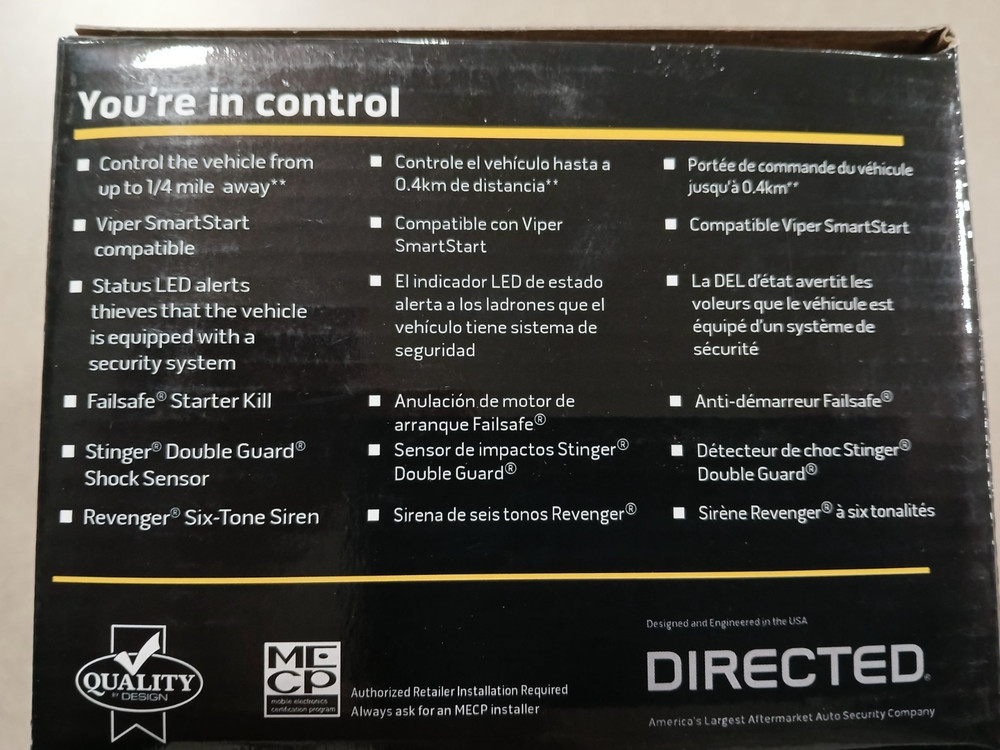 You're in control
■ Control the vehicle from
up to 1/4 mile away**
■ Viper SmartStart
compatible
■ Status LED alerts
thieves that the vehicle
is equipped with a
security system
■ Failsafe® Starter Kill
■ Stinger® Double Guard®
Shock Sensor
■ Revenger® Six-Tone Siren
■ Controle el vehículo hasta a
0.4km de distancia**
■ Compatible con Viper
SmartStart
■ El indicador LED de estado
alerta a los ladrones que el
vehículo tiene sistema de
seguridad
■ Anulación de motor de
arranque Failsafe®
■ Sensor de impactos Stinger®
Double Guard®
■ Sirena de seis tonos Revenger®
■ Portée de commande du véhicule
jusqu'à 0.4km**
■ Compatible Viper SmartStart
■ La DEL d'état avertit les
voleurs que le véhicule est
équipé d'un système de
sécurité
■ Anti-démarreur Failsafe®
■ Détecteur de choc Stinger®
Double Guard®
■ Sirène Revenger® à six tonalités
QUALITY
BY DESIGN
ME
CP
mobile electronics
certification program
Authorized Retailer Installation Required
Always ask for an MECP installer
Designed and Engineered in the USA
DIRECTED®
America's Largest Aftermarket Auto Security Company